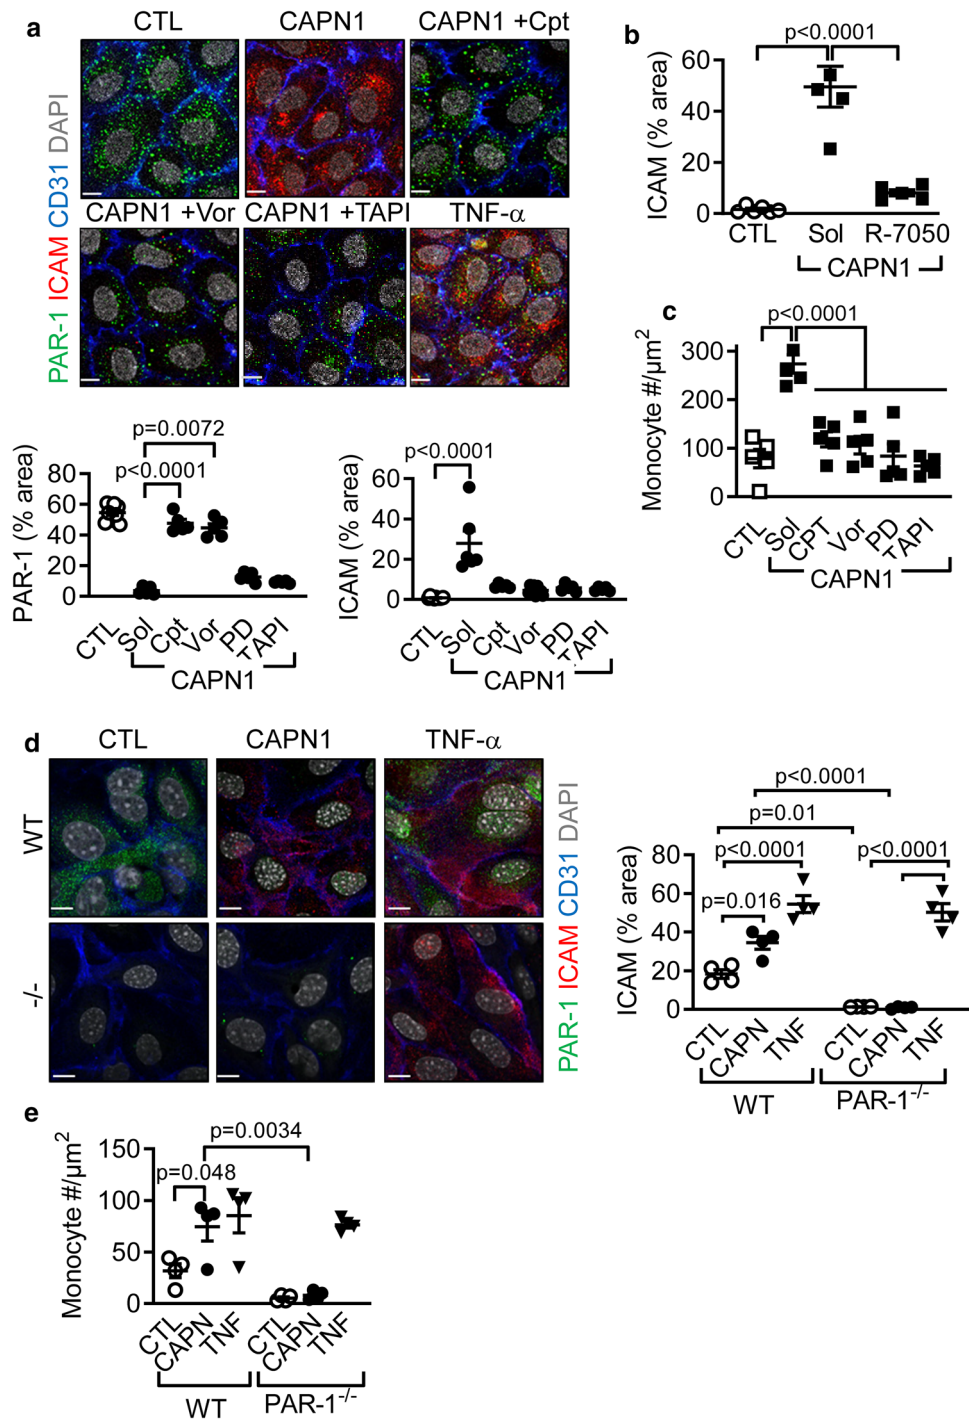 a
CTL CAPN1 CAPN1 +Cpt
CAPN1 +Vor CAPN1 +TAPI TNF-α
PAR-1 ICAM CD31 DAPI
PAR-1 (% area)
80
60
40
20
0
p=0.0072
p<0.0001
CTL Sol Cpt Vor PD TAPI
CAPN1
ICAM (% area)
60
40
20
0
p<0.0001
CTL Sol Cpt Vor PD TAPI
CAPN1
b
p<0.0001
ICAM (% area)
60
40
20
0
CTL Sol R-7050
CAPN1
c
p<0.0001
Monocyte #/µm²
300
200
100
0
CTL Sol CPT Vor PD TAPI
CAPN1
d
CTL CAPN1 TNF-α
WT
-/-
PAR-1 ICAM CD31 DAPI
p<0.0001
p=0.01
p<0.0001 p<0.0001
p=0.016
ICAM (% area)
80
60
40
20
0
CTL CAPN TNF CTL CAPN TNF
WT PAR-1-/-
e
p=0.0034
p=0.048
Monocyte #/µm²
150
100
50
0
CTL CAPN TNF CTL CAPN TNF
WT PAR-1-/-